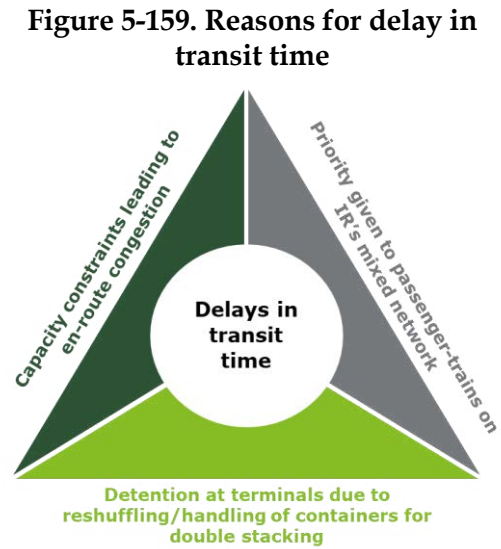 Figure 5-159. Reasons for delay in
transit time
Capacity constraints leading to
en-route congestion
Priority given to passenger-trains on
IR's mixed network
Delays in
transit
time
Detention at terminals due to
reshuffling/handling of containers for
double stacking